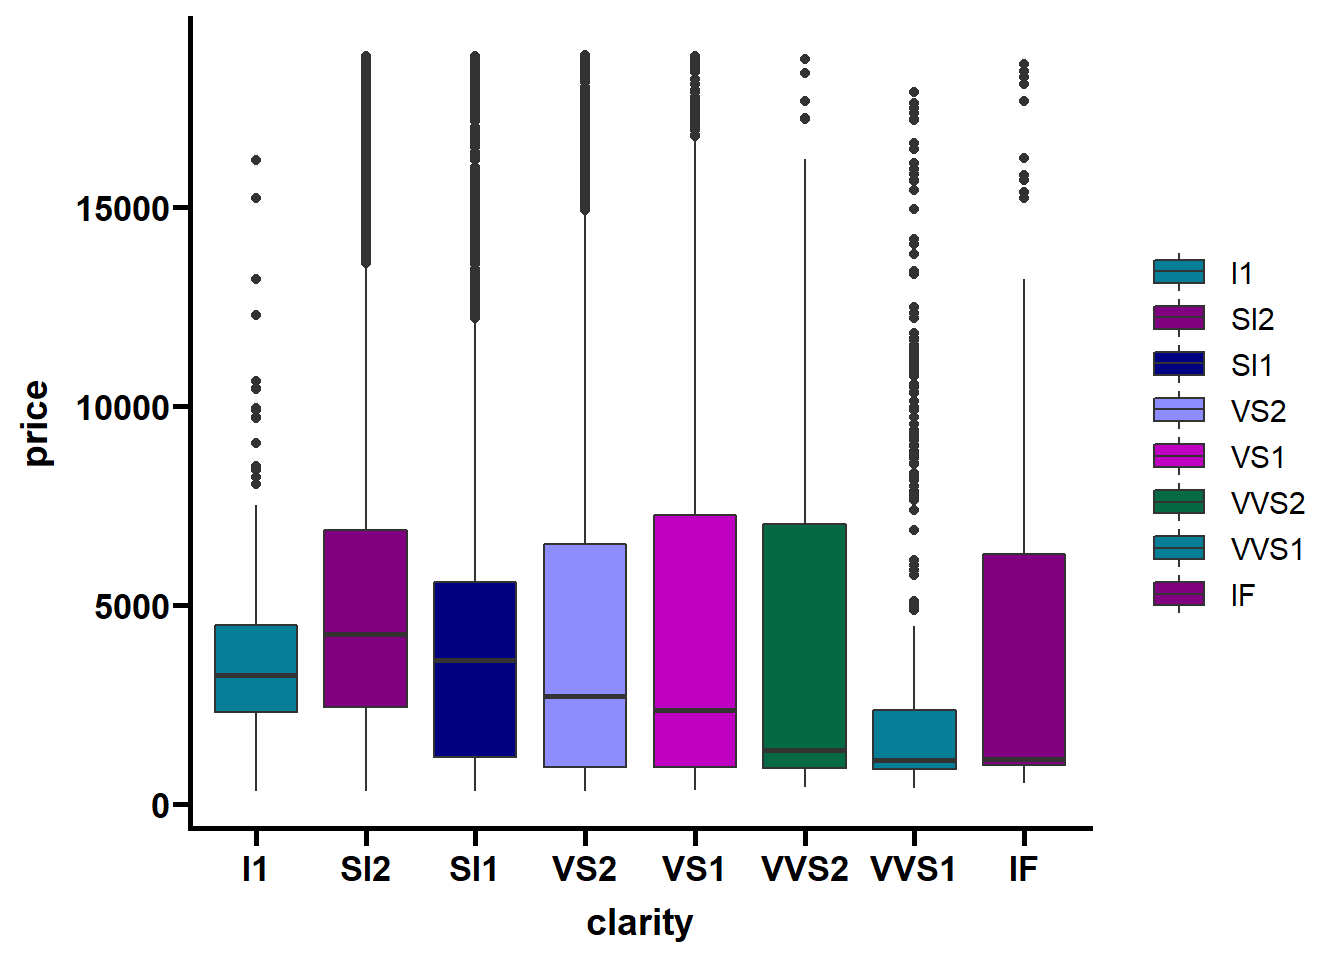 price
15000
10000
5000
0
I1 SI2 SI1 VS2 VS1 VVS2 VVS1 IF
clarity
I1
SI2
SI1
VS2
VS1
VVS2
VVS1
IF